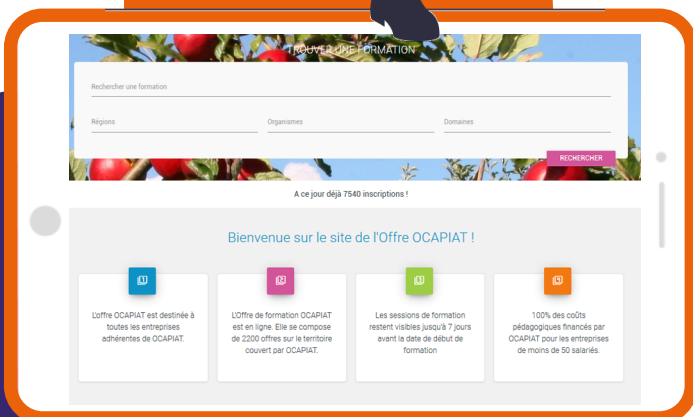 TROUVER UNE FORMATION
Rechercher une formation
Régions
Organismes
Domaines
RECHERCHER
A ce jour déjà 7540 inscriptions !
Bienvenue sur le site de l'Offre OCAPIAT !
1
L'offre OCAPIAT est destinée à
toutes les entreprises
adhérentes de OCAPIAT.
2
L'Offre de formation OCAPIAT
est en ligne. Elle se compose
de 2200 offres sur le territoire
couvert par OCAPIAT.
3
Les sessions de formation
restent visibles jusqu'à 7 jours
avant la date de début de
formation
4
100% des coûts
pédagogiques financés par
OCAPIAT pour les entreprises
de moins de 50 salariés.